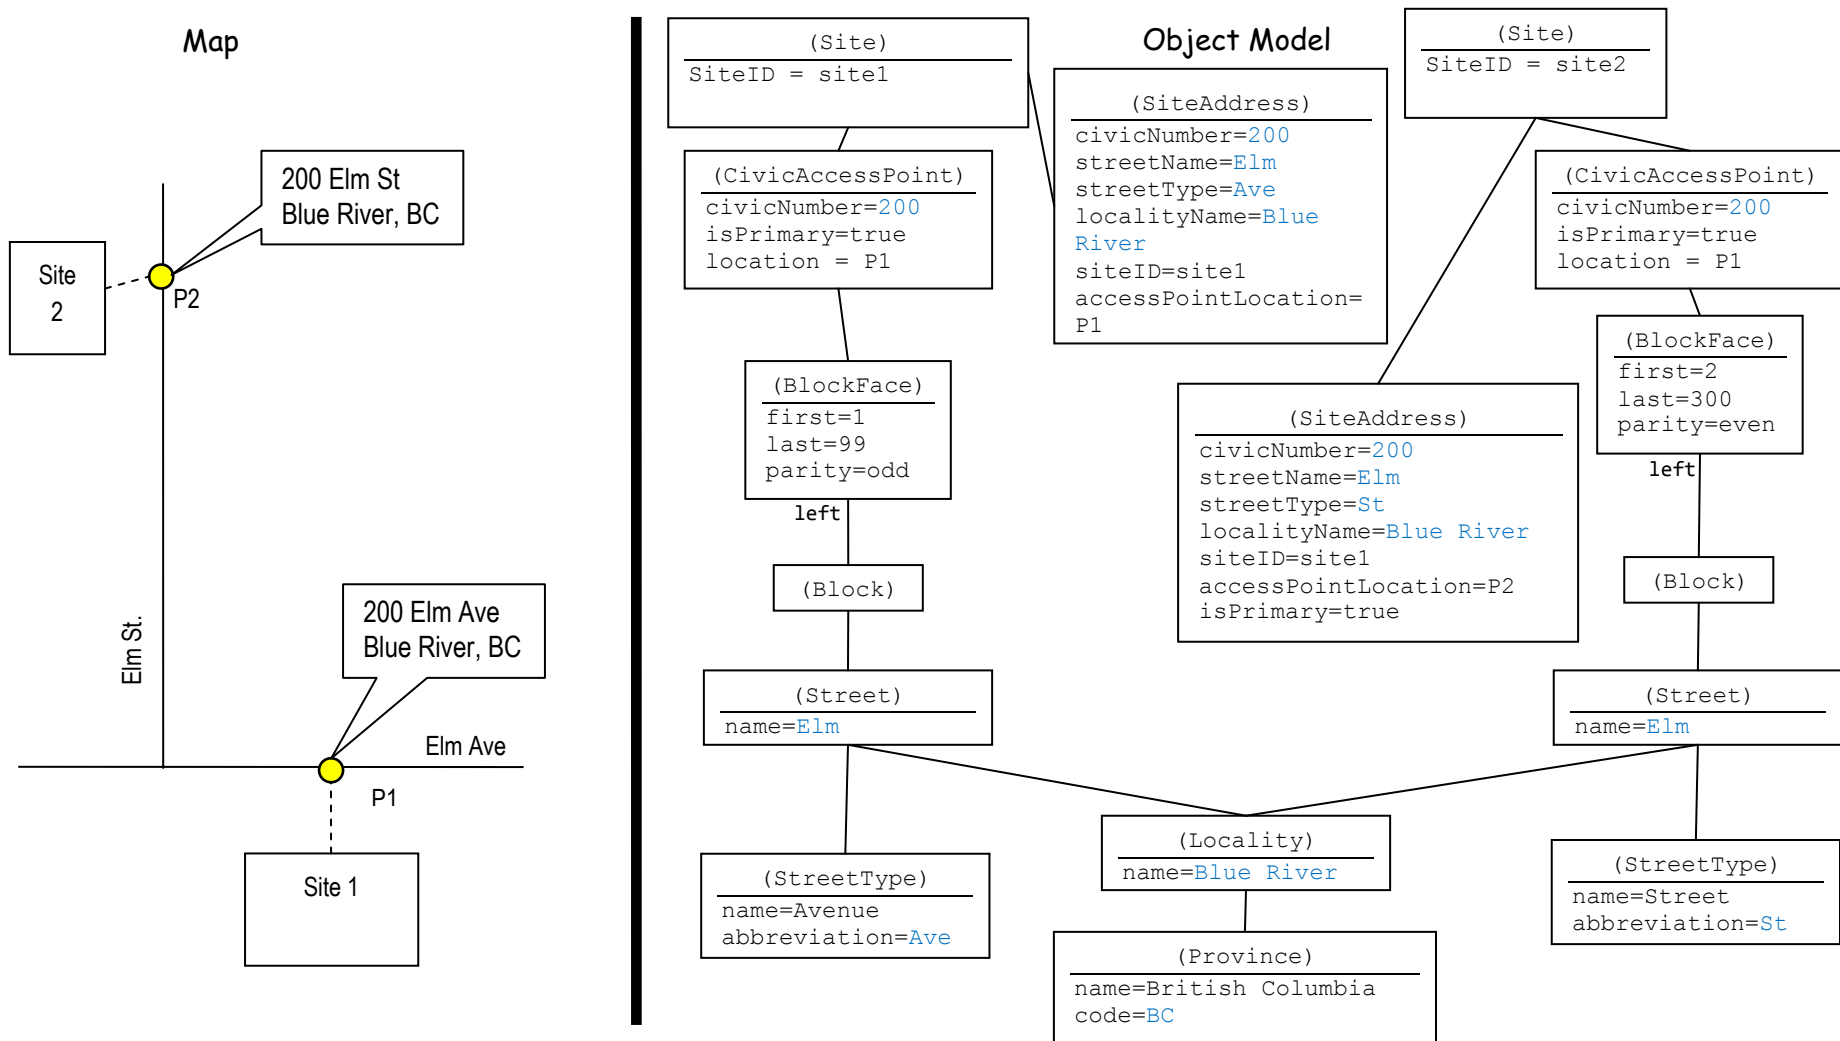 Map
200 Elm St
Blue River, BC
Site
2
P2
Elm St.
200 Elm Ave
Blue River, BC
Elm Ave
P1
Site 1
Object Model
(Site)
SiteID = site1
(SiteAddress)
civicNumber=200
streetName=Elm
streetType=Ave
localityName=Blue
River
siteID=site1
accessPointLocation=
P1
(Site)
SiteID = site2
(CivicAccessPoint)
civicNumber=200
isPrimary=true
location = P1
(CivicAccessPoint)
civicNumber=200
isPrimary=true
location = P1
(BlockFace)
first=1
last=99
parity=odd
left
(SiteAddress)
civicNumber=200
streetName=Elm
streetType=St
localityName=Blue River
siteID=site1
accessPointLocation=P2
isPrimary=true
(BlockFace)
first=2
last=300
parity=even
left
(Block)
(Block)
(Street)
name=Elm
(Street)
name=Elm
(StreetType)
name=Avenue
abbreviation=Ave
(Locality)
name=Blue River
(StreetType)
name=Street
abbreviation=St
(Province)
name=British Columbia
code=BC